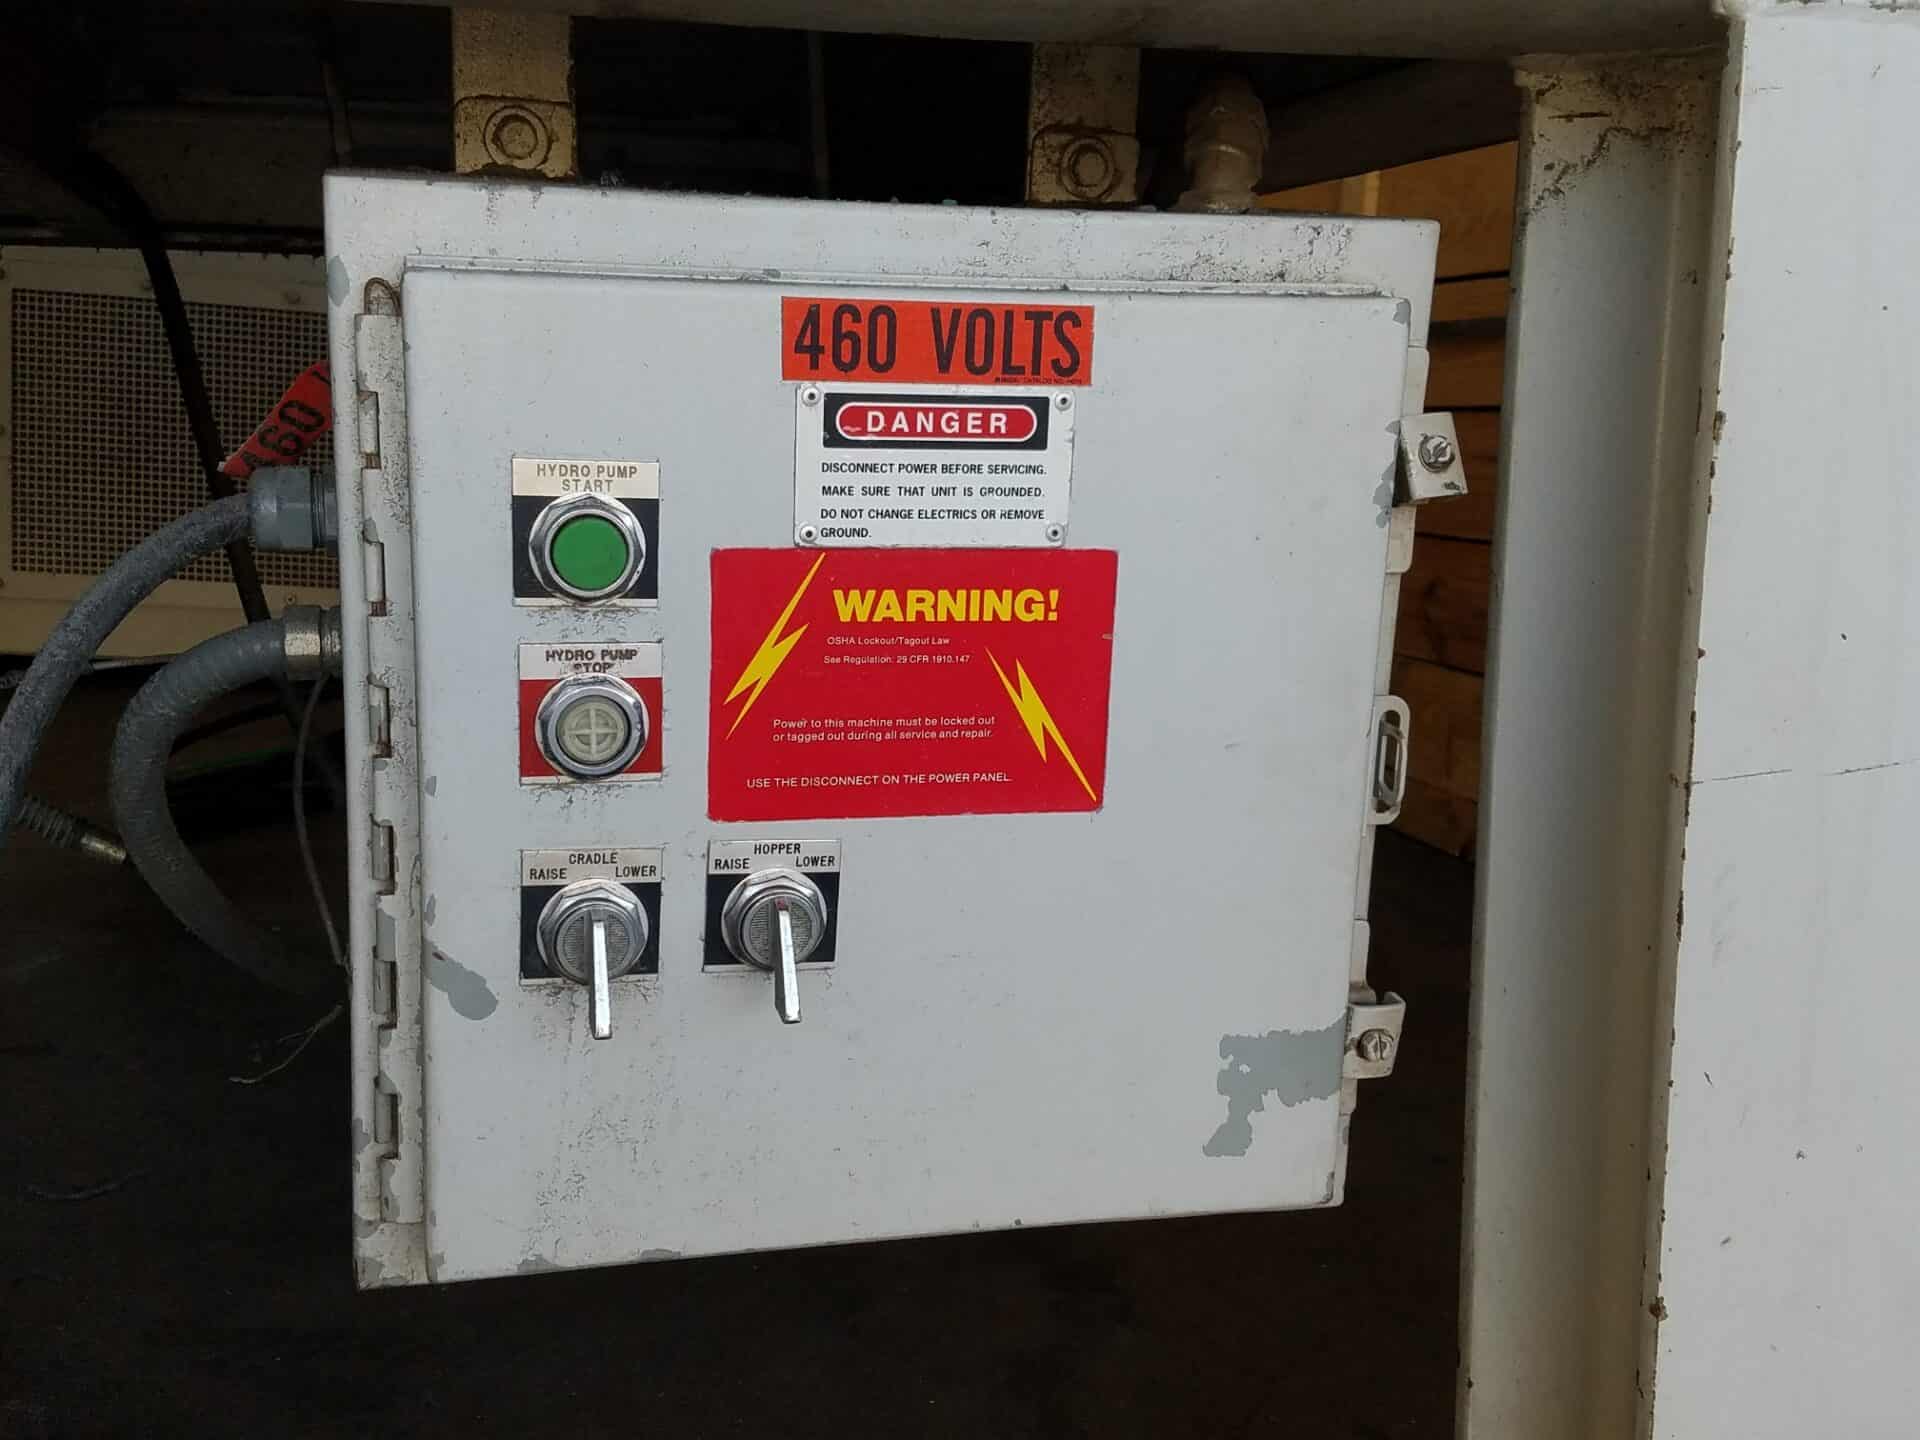 460 VOLTS
DANGER
DISCONNECT POWER BEFORE SERVICING.
MAKE SURE THAT UNIT IS GROUNDED.
DO NOT CHANGE ELECTRICS OR REMOVE
GROUND.
460
HYDRO PUMP
START
WARNING!
OSHA Lockout/Tagout Law
See Regulation: 29 CFR 1910.147
Power to this machine must be locked out
or tagged out during all service and repair.
USE THE DISCONNECT ON THE POWER PANEL.
HYDRO PUMP
STOP
CRADLE
RAISE LOWER
HOPPER
RAISE LOWER